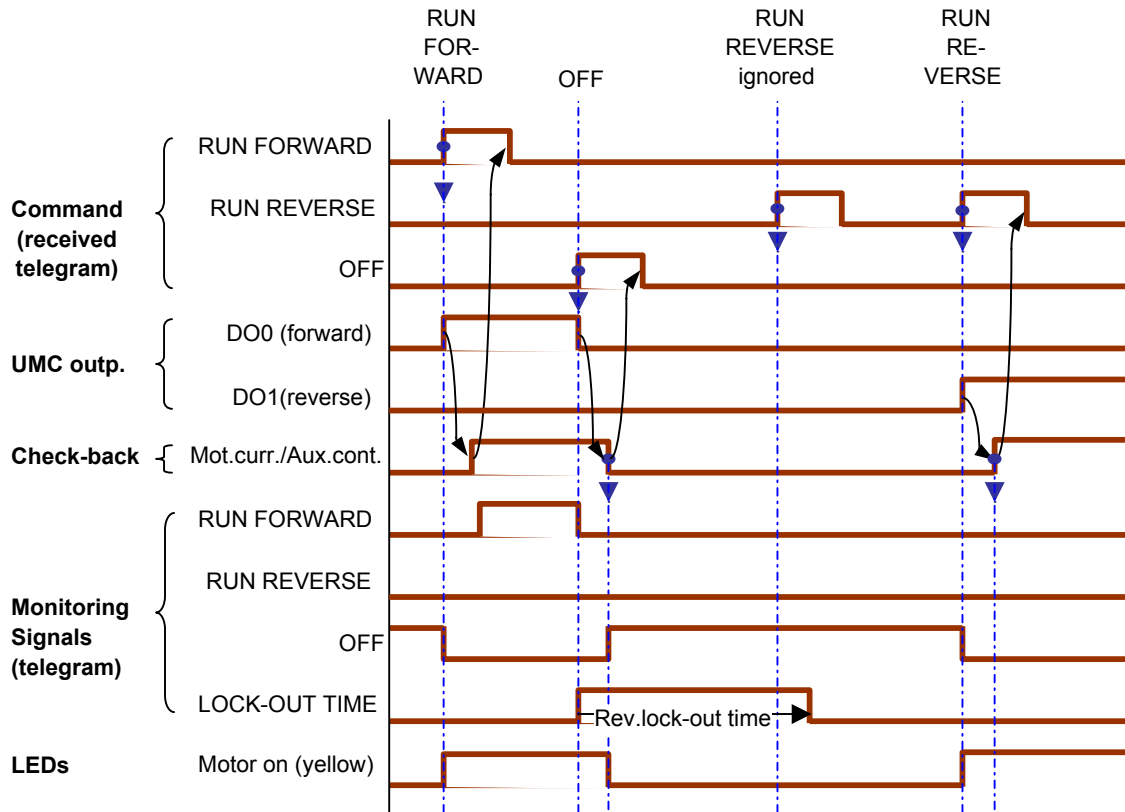 RUN
FOR-
WARD
OFF
RUN
REVERSE
ignored
RUN
RE-
VERSE
Command
(received
telegram)
RUN FORWARD
RUN REVERSE
OFF
UMC outp.
DO0 (forward)
DO1(reverse)
Check-back
Mot.curr./Aux.cont.
Monitoring
Signals
(telegram)
RUN FORWARD
RUN REVERSE
OFF
LOCK-OUT TIME
Rev.lock-out time
LEDs
Motor on (yellow)